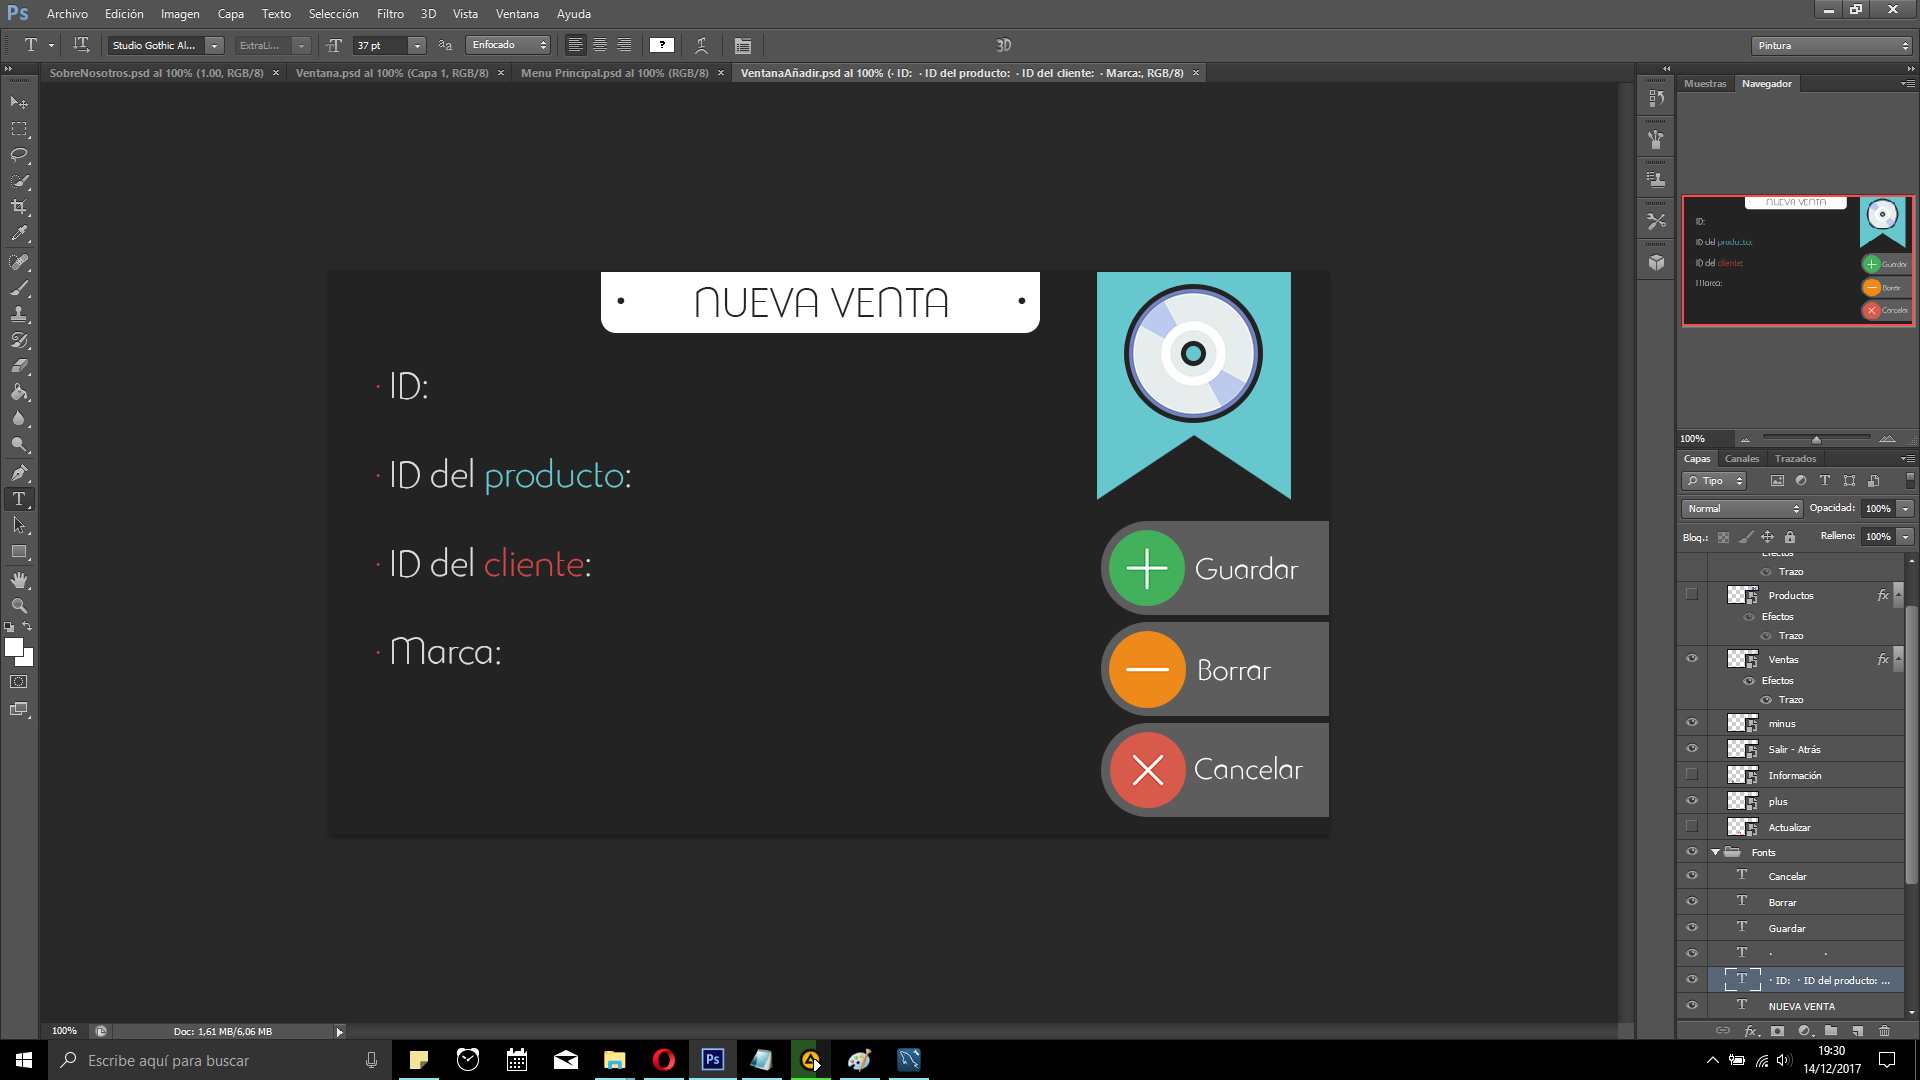 Ps Archivo Edición Imagen Capa Texto Selección Filtro 3D Vista Ventana Ayuda
T Studio Gothic Al... ExtraLi... 37 pt Enfocado ? 3D Pintura
SobreNosotros.psd al 100% (1.00, RGB/8) × Ventana.psd al 100% (Capa 1, RGB/8) × Menu Principal.psd al 100% (RGB/8) × VentanaAñadir.psd al 100% (· ID: · ID del producto: · ID del cliente: · Marca:, RGB/8) ×
Muestras Navegador
NUEVA VENTA
ID:
ID del producto:
ID del cliente:
Marca:
Guardar
Borrar
Cancelar
• NUEVA VENTA •
· ID:
· ID del producto:
· ID del cliente:
· Marca:
Guardar
Borrar
Cancelar
100%
Capas Canales Trazados
Tipo
Normal Opacidad: 100%
Bloq.: Relleno: 100%
Efectos
Trazo
Productos fx
Efectos
Trazo
Ventas fx
Efectos
Trazo
minus
Salir - Atrás
Información
plus
Actualizar
Fonts
Cancelar
Borrar
Guardar
· ·
· ID: · ID del producto: ...
NUEVA VENTA
100% Doc: 1,61 MB/6,06 MB
Escribe aquí para buscar
Ps
19:30
14/12/2017